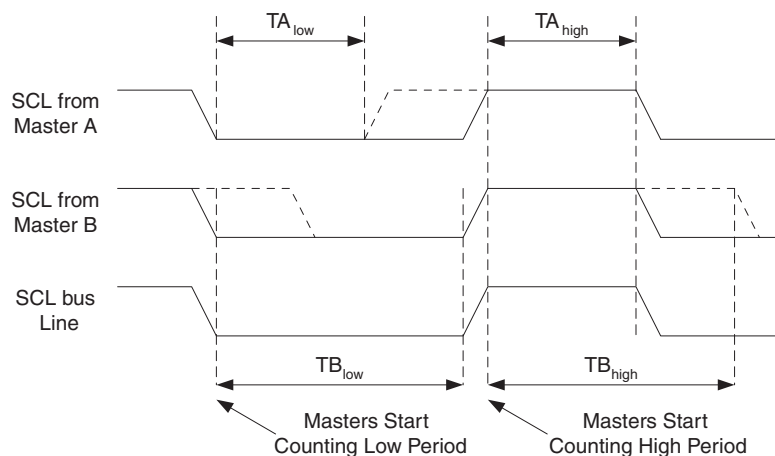 TA low
TA high
SCL from
Master A
SCL from
Master B
SCL bus
Line
TB low
TB high
Masters Start
Counting Low Period
Masters Start
Counting High Period